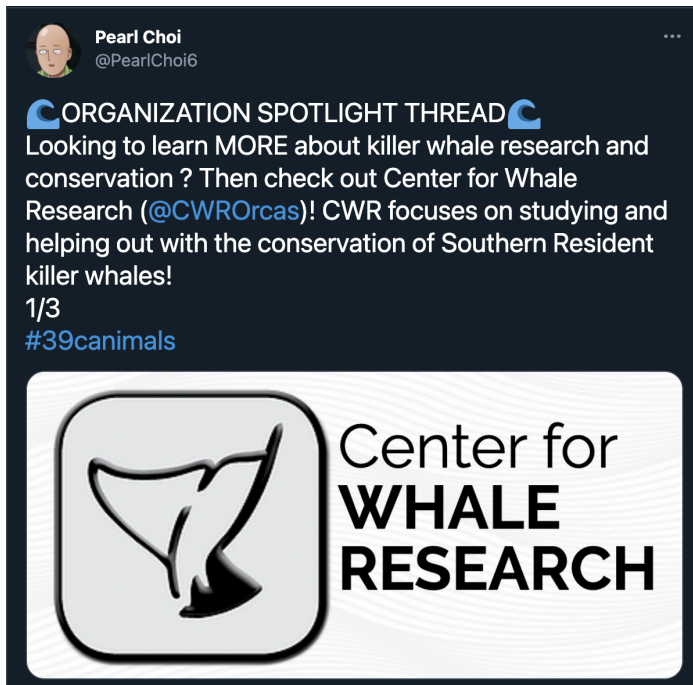 Pearl Choi
@PearlChoi6
🌊ORGANIZATION SPOTLIGHT THREAD🌊
Looking to learn MORE about killer whale research and
conservation ? Then check out Center for Whale
Research (@CWROrcas)! CWR focuses on studying and
helping out with the conservation of Southern Resident
killer whales!
1/3
#39canimals
Center for
WHALE
RESEARCH